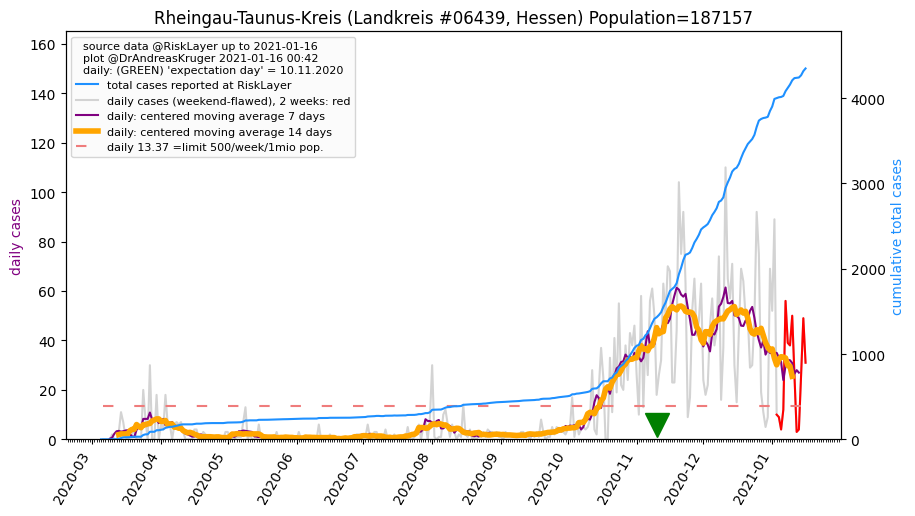 Rheingau-Taunus-Kreis (Landkreis #06439, Hessen) Population=187157
source data @RiskLayer up to 2021-01-16
plot @DrAndreasKruger 2021-01-16 00:42
daily: (GREEN) 'expectation day' = 10.11.2020
total cases reported at RiskLayer
daily cases (weekend-flawed), 2 weeks: red
daily: centered moving average 7 days
daily: centered moving average 14 days
daily 13.37 =limit 500/week/1mio pop.
daily cases
160
140
120
100
80
60
40
20
0
cumulative total cases
4000
3000
2000
1000
0
2020-03
2020-04
2020-05
2020-06
2020-07
2020-08
2020-09
2020-10
2020-11
2020-12
2021-01